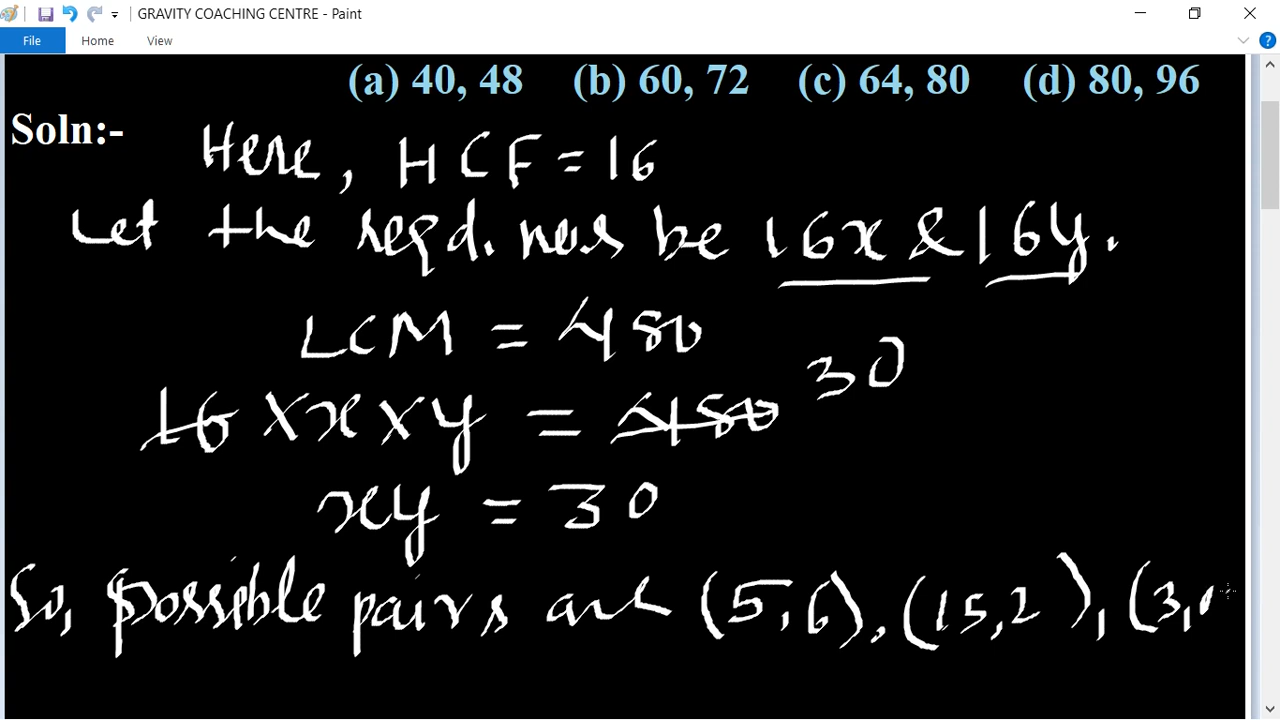 GRAVITY COACHING CENTRE - Paint
File Home View
(a) 40, 48 (b) 60, 72 (c) 64, 80 (d) 80, 96
Soln:-
Here, HCF = 16
Let the reqd. nos be 16x & 16y.
LCM = 480
30
16 × x × y = 480
xy = 30
So, possible pairs are (5,6), (15,2), (3,